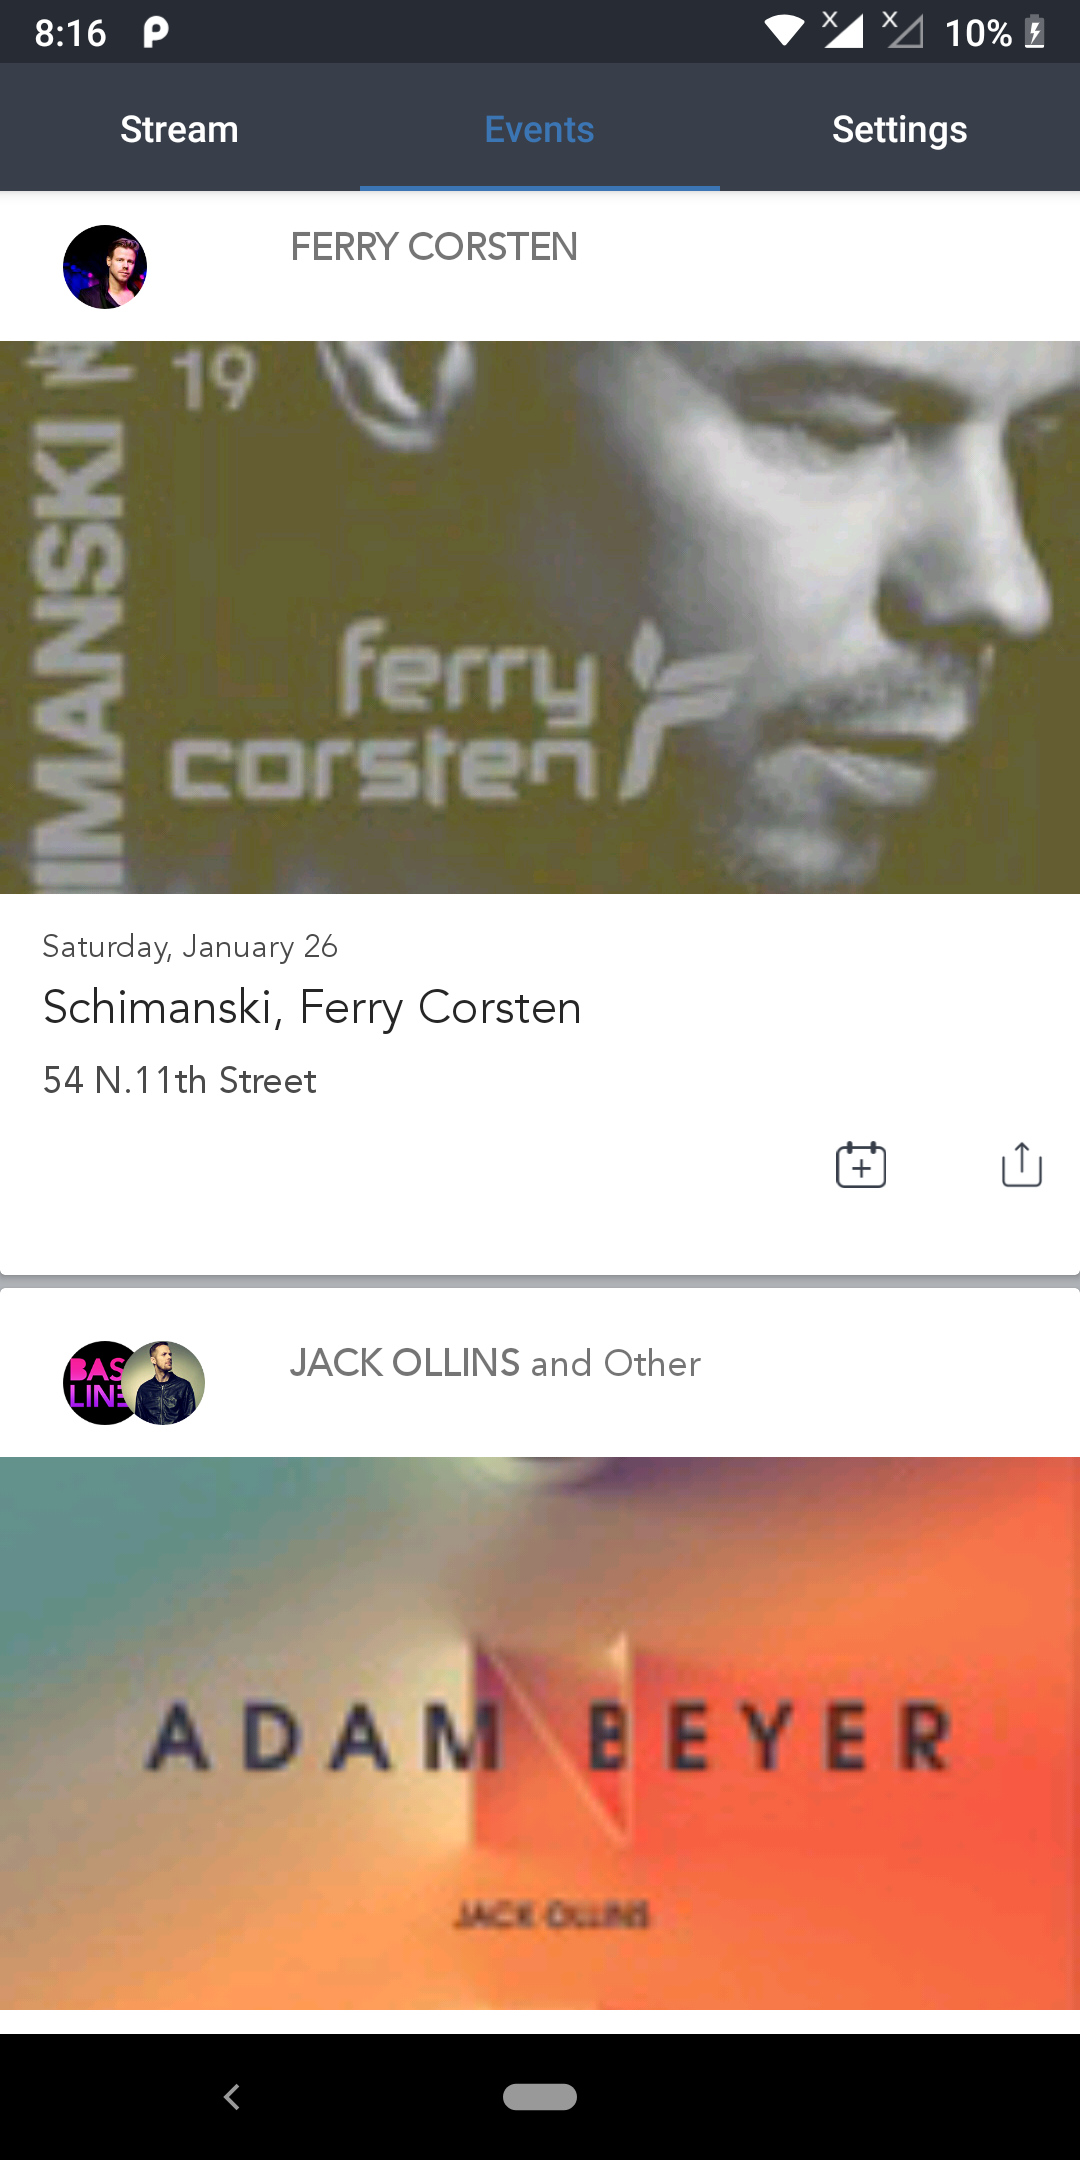 8:16
10%
Stream
Events
Settings
FERRY CORSTEN
19
ferry
corsten
Saturday, January 26
Schimanski, Ferry Corsten
54 N.11th Street
BAS
LINE
JACK OLLINS and Other
ADAM BEYER
JACK OLLINS